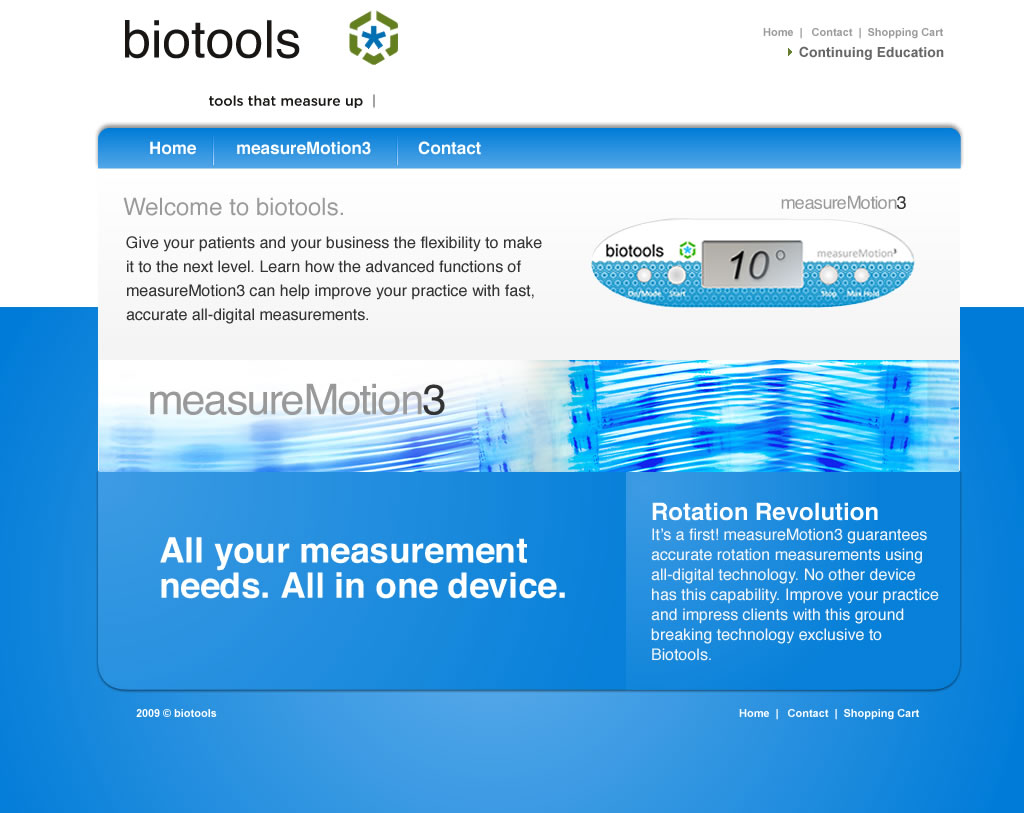 biotools
Home | Contact | Shopping Cart
Continuing Education
tools that measure up |
Home measureMotion3 Contact
Welcome to biotools.
Give your patients and your business the flexibility to make
it to the next level. Learn how the advanced functions of
measureMotion3 can help improve your practice with fast,
accurate all-digital measurements.
measureMotion3
biotools
10°
measureMotion³
On/Mode Start Stop Max Hold
measureMotion3
All your measurement
needs. All in one device.
Rotation Revolution
It's a first! measureMotion3 guarantees
accurate rotation measurements using
all-digital technology. No other device
has this capability. Improve your practice
and impress clients with this ground
breaking technology exclusive to
Biotools.
2009 © biotools
Home | Contact | Shopping Cart